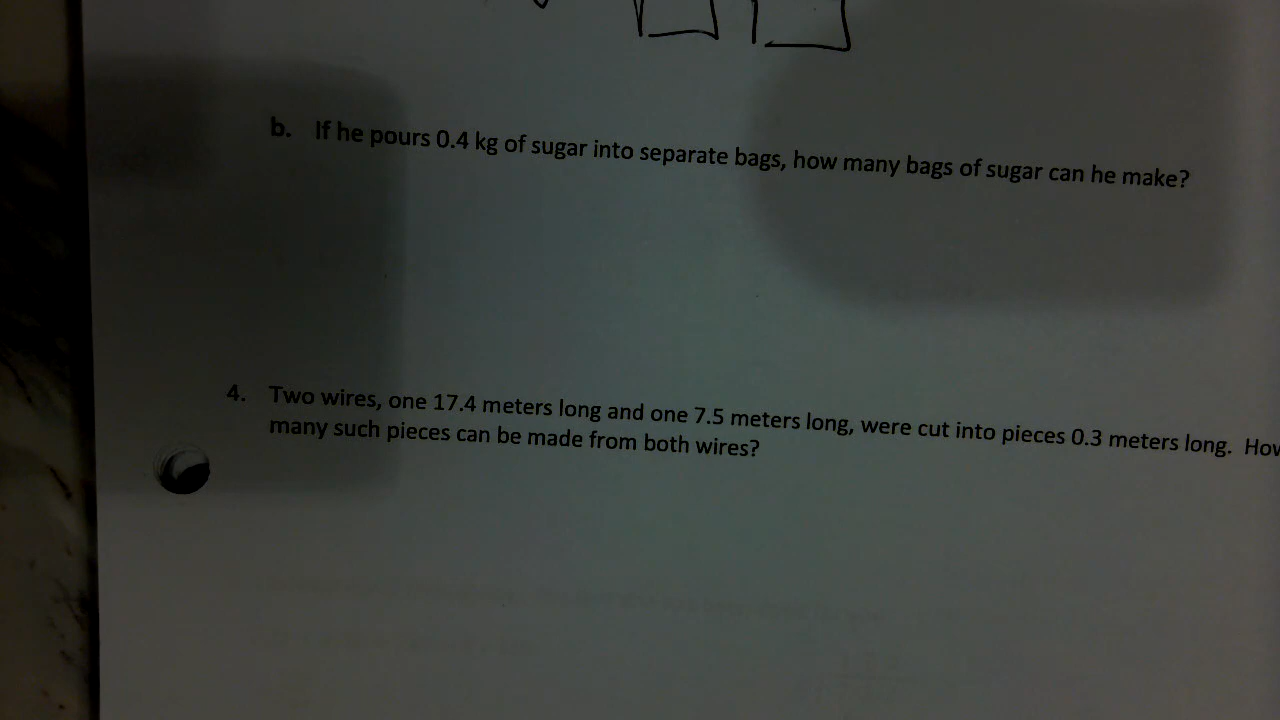 b. If he pours 0.4 kg of sugar into separate bags, how many bags of sugar can he make?
4. Two wires, one 17.4 meters long and one 7.5 meters long, were cut into pieces 0.3 meters long. How
many such pieces can be made from both wires?